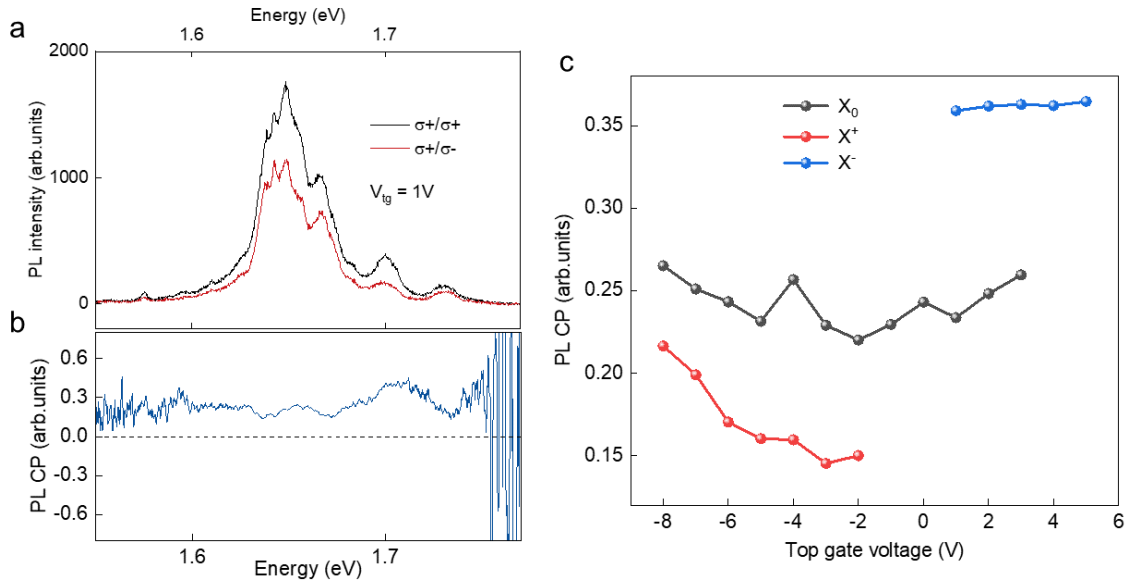 a
Energy (eV)
1.6 1.7
2000
1000
0
PL intensity (arb.units)
σ+/σ+
σ+/σ-
V_tg = 1V
b
0.6
0.3
0.0
-0.3
-0.6
PL CP (arb.units)
1.6 1.7
Energy (eV)
c
X₀
X⁺
X⁻
0.35
0.30
0.25
0.20
0.15
PL CP (arb.units)
-8 -6 -4 -2 0 2 4 6
Top gate voltage (V)